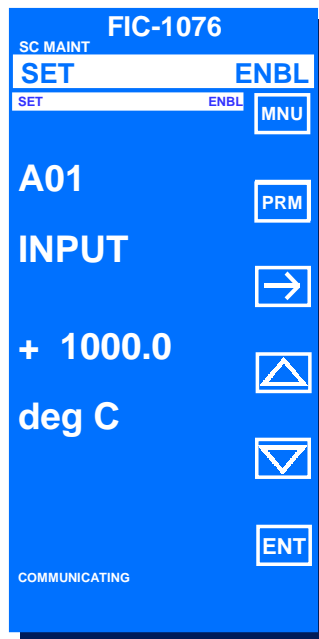 FIC-1076
SC MAINT
SET ENBL
SET ENBL
MNU
A01
PRM
INPUT
+ 1000.0
deg C
ENT
COMMUNICATING